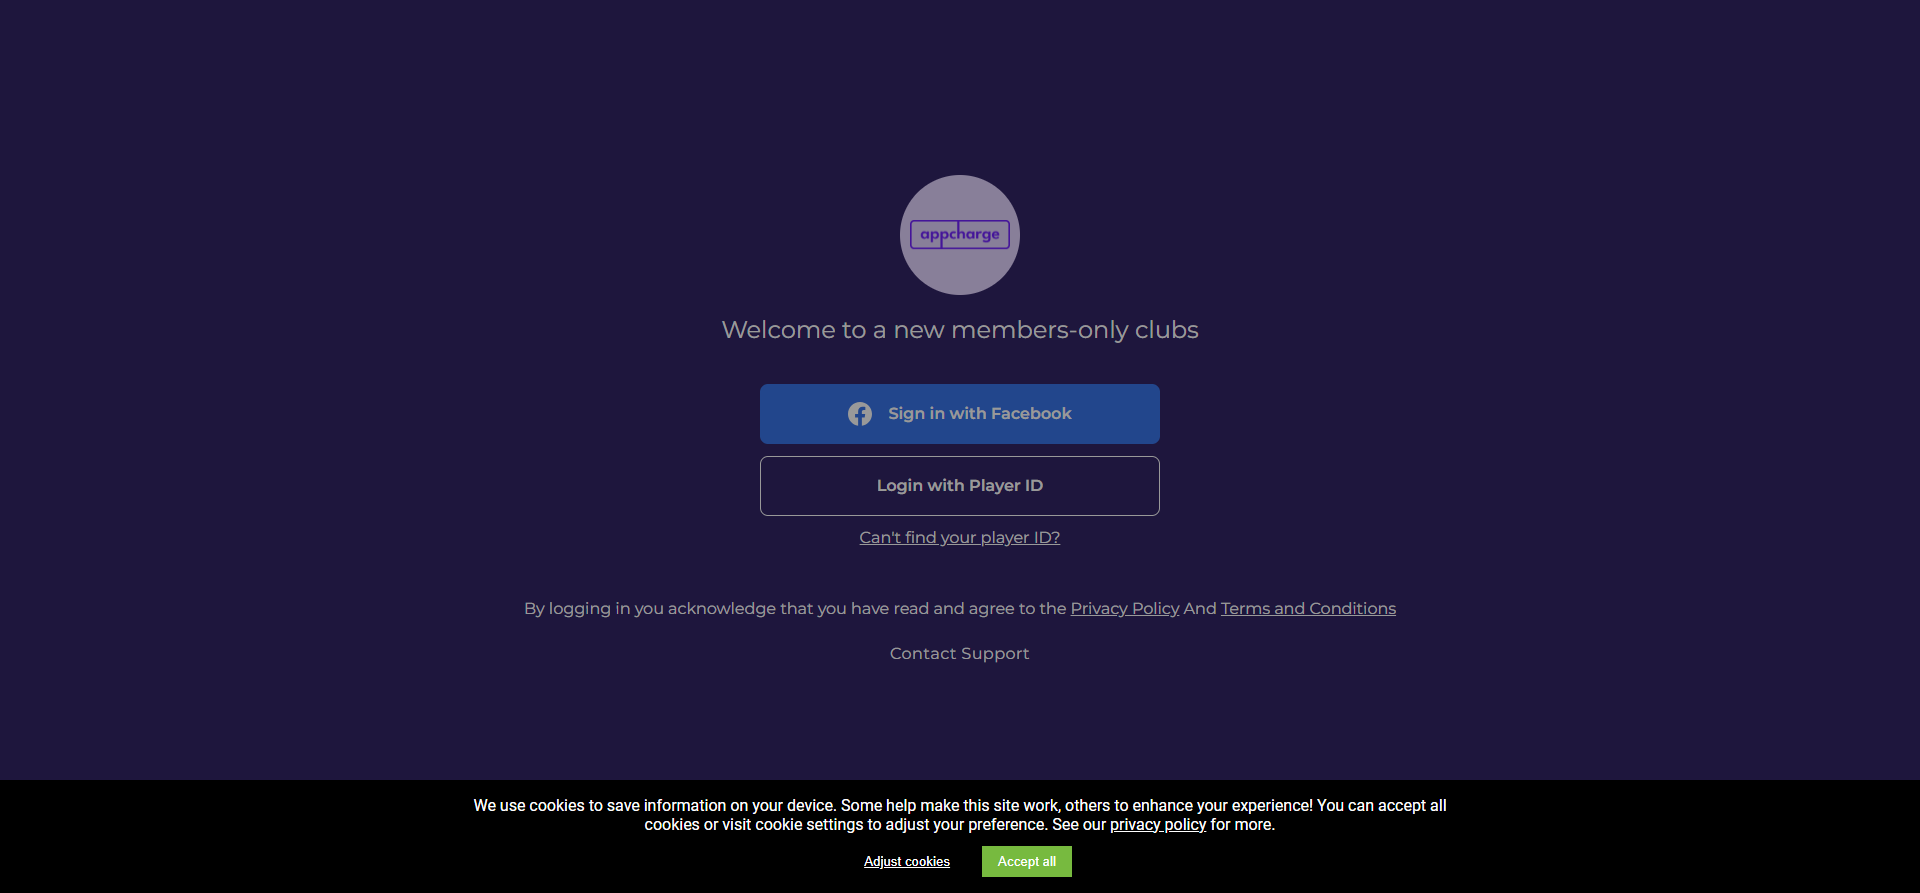 appcharge
Welcome to a new members-only clubs
Sign in with Facebook
Login with Player ID
Can't find your player ID?
By logging in you acknowledge that you have read and agree to the Privacy Policy And Terms and Conditions
Contact Support
We use cookies to save information on your device. Some help make this site work, others to enhance your experience! You can accept all
cookies or visit cookie settings to adjust your preference. See our privacy policy for more.
Adjust cookies Accept all